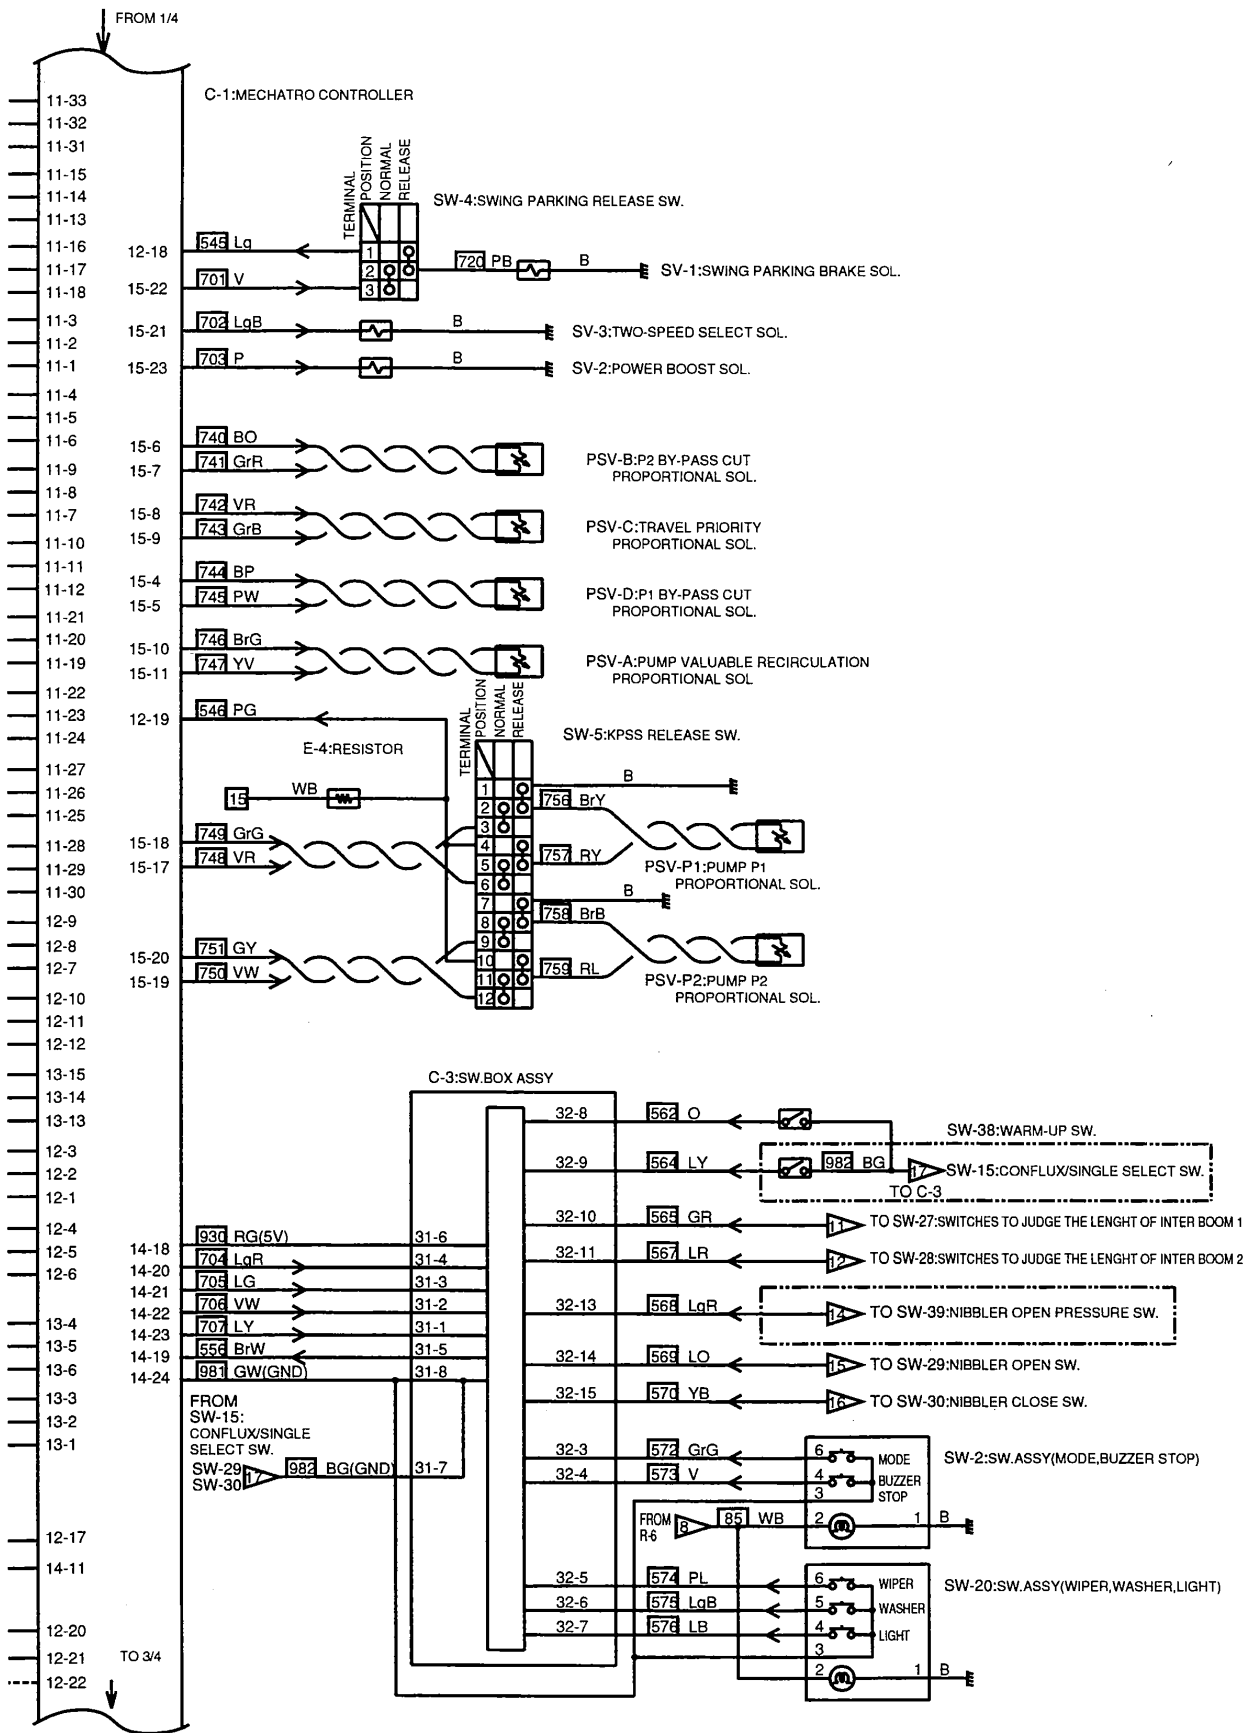 FROM 1/4
C-1:MECHATRO CONTROLLER
11-33
11-32
11-31
11-15
11-14
11-13
11-16
11-17
11-18
11-3
11-2
11-1
11-4
11-5
11-6
11-9
11-8
11-7
11-10
11-11
11-12
11-21
11-20
11-19
11-22
11-23
11-24
11-27
11-26
11-25
11-28
11-29
11-30
12-9
12-8
12-7
12-10
12-11
12-12
13-15
13-14
13-13
12-3
12-2
12-1
12-4
12-5
12-6
13-4
13-5
13-6
13-3
13-2
13-1
12-17
14-11
12-20
12-21
12-22
TO 3/4
TERMINAL
POSITION
NORMAL
RELEASE
SW-4:SWING PARKING RELEASE SW.
12-18 545 Lg 1
2 720 PB B SV-1:SWING PARKING BRAKE SOL.
15-22 701 V 3
15-21 702 LgB B SV-3:TWO-SPEED SELECT SOL.
15-23 703 P B SV-2:POWER BOOST SOL.
15-6 740 BO
15-7 741 GrR
PSV-B:P2 BY-PASS CUT
PROPORTIONAL SOL.
15-8 742 VR
15-9 743 GrB
PSV-C:TRAVEL PRIORITY
PROPORTIONAL SOL.
15-4 744 BP
15-5 745 PW
PSV-D:P1 BY-PASS CUT
PROPORTIONAL SOL.
15-10 746 BrG
15-11 747 YV
PSV-A:PUMP VALUABLE RECIRCULATION
PROPORTIONAL SOL
12-19 546 PG
TERMINAL
POSITION
NORMAL
RELEASE
SW-5:KPSS RELEASE SW.
E-4:RESISTOR
15 WB
1 B
2 756 BrY
3
4
5 757 RY
6
7 B
8 758 BrB
9
10
11 759 RL
12
15-18 749 GrG
15-17 748 VR
PSV-P1:PUMP P1
PROPORTIONAL SOL.
15-20 751 GY
15-19 750 VW
PSV-P2:PUMP P2
PROPORTIONAL SOL.
C-3:SW.BOX ASSY
32-8 562 O
SW-38:WARM-UP SW.
32-9 564 LY 982 BG 17 SW-15:CONFLUX/SINGLE SELECT SW.
TO C-3
32-10 565 GR 11 TO SW-27:SWITCHES TO JUDGE THE LENGHT OF INTER BOOM 1
32-11 567 LR 12 TO SW-28:SWITCHES TO JUDGE THE LENGHT OF INTER BOOM 2
32-13 568 LgR 14 TO SW-39:NIBBLER OPEN PRESSURE SW.
32-14 569 LO 15 TO SW-29:NIBBLER OPEN SW.
32-15 570 YB 16 TO SW-30:NIBBLER CLOSE SW.
14-18 930 RG(5V) 31-6
14-20 704 LgR 31-4
14-21 705 LG 31-3
14-22 706 VW 31-2
14-23 707 LY 31-1
14-19 556 BrW 31-5
14-24 981 GW(GND) 31-8
FROM
SW-15:
CONFLUX/SINGLE
SELECT SW.
SW-29
SW-30
17 982 BG(GND) 31-7
32-3 572 GrG 6 MODE
32-4 573 V 4 BUZZER
3 STOP
SW-2:SW.ASSY(MODE,BUZZER STOP)
FROM
R-6
8 85 WB 2 1 B
32-5 574 PL 6 WIPER
32-6 575 LgB 5 WASHER
32-7 576 LB 4 LIGHT
3
2 1 B
SW-20:SW.ASSY(WIPER,WASHER,LIGHT)